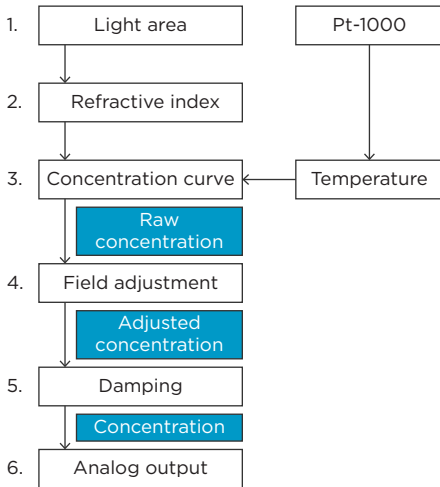 1. Light area
Pt-1000
2. Refractive index
3. Concentration curve
Temperature
Raw
concentration
4. Field adjustment
Adjusted
concentration
5. Damping
Concentration
6. Analog output